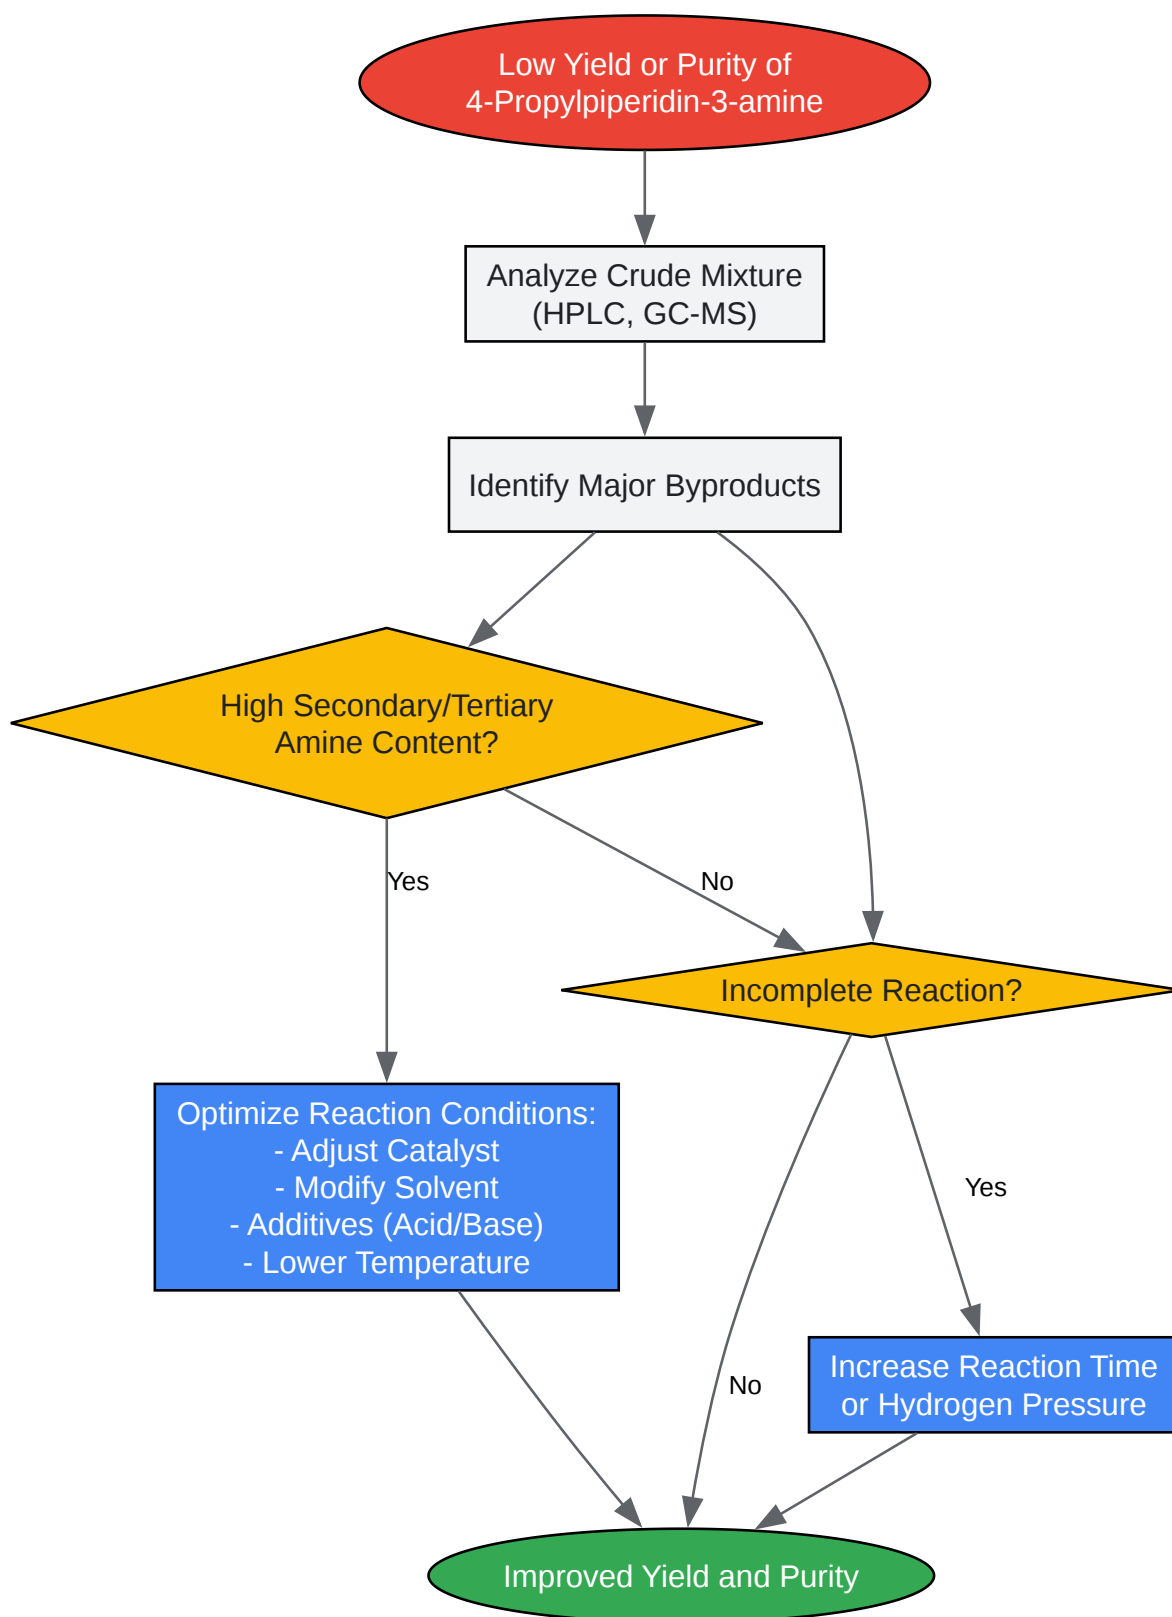 Low Yield or Purity of
4-Propylpiperidin-3-amine
Analyze Crude Mixture
(HPLC, GC-MS)
Identify Major Byproducts
High Secondary/Tertiary
Amine Content?
Yes
No
Incomplete Reaction?
Optimize Reaction Conditions:
- Adjust Catalyst
- Modify Solvent
- Additives (Acid/Base)
- Lower Temperature
Yes
No
Increase Reaction Time
or Hydrogen Pressure
Improved Yield and Purity